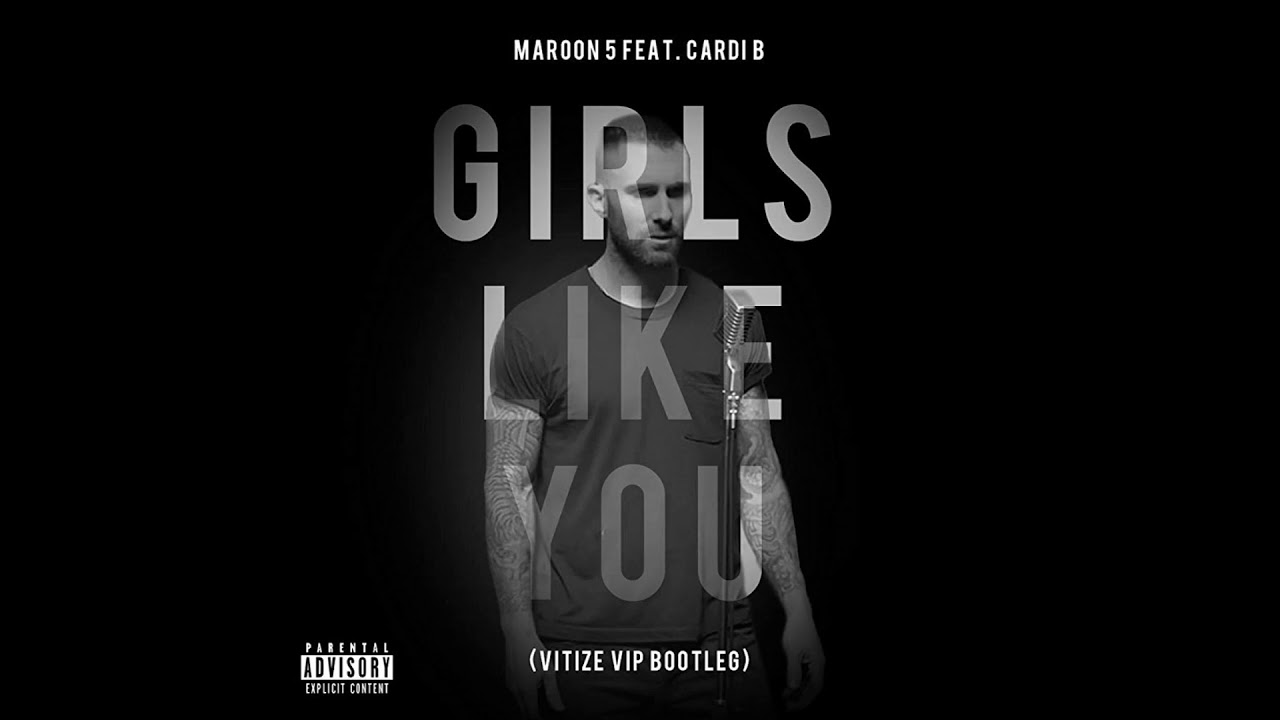 MAROON 5 FEAT. CARDI B
GIRLS
LIKE
YOU
(VITIZE VIP BOOTLEG)
PARENTAL
ADVISORY
EXPLICIT CONTENT